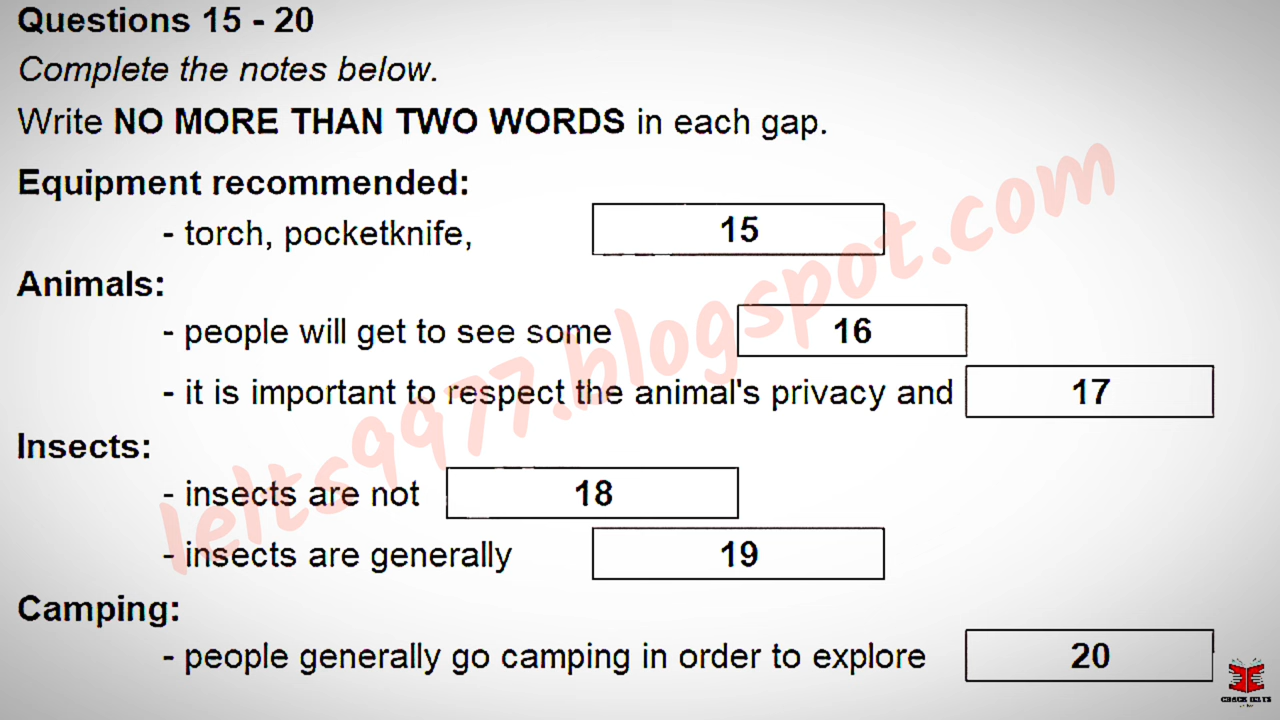 Questions 15 - 20
Complete the notes below.
Write NO MORE THAN TWO WORDS in each gap.
Equipment recommended:
- torch, pocketknife, 15
Animals:
- people will get to see some 16
- it is important to respect the animal's privacy and 17
Insects:
- insects are not 18
- insects are generally 19
Camping:
- people generally go camping in order to explore 20
Ielts9977.blogspot.com
CRACK IELTS